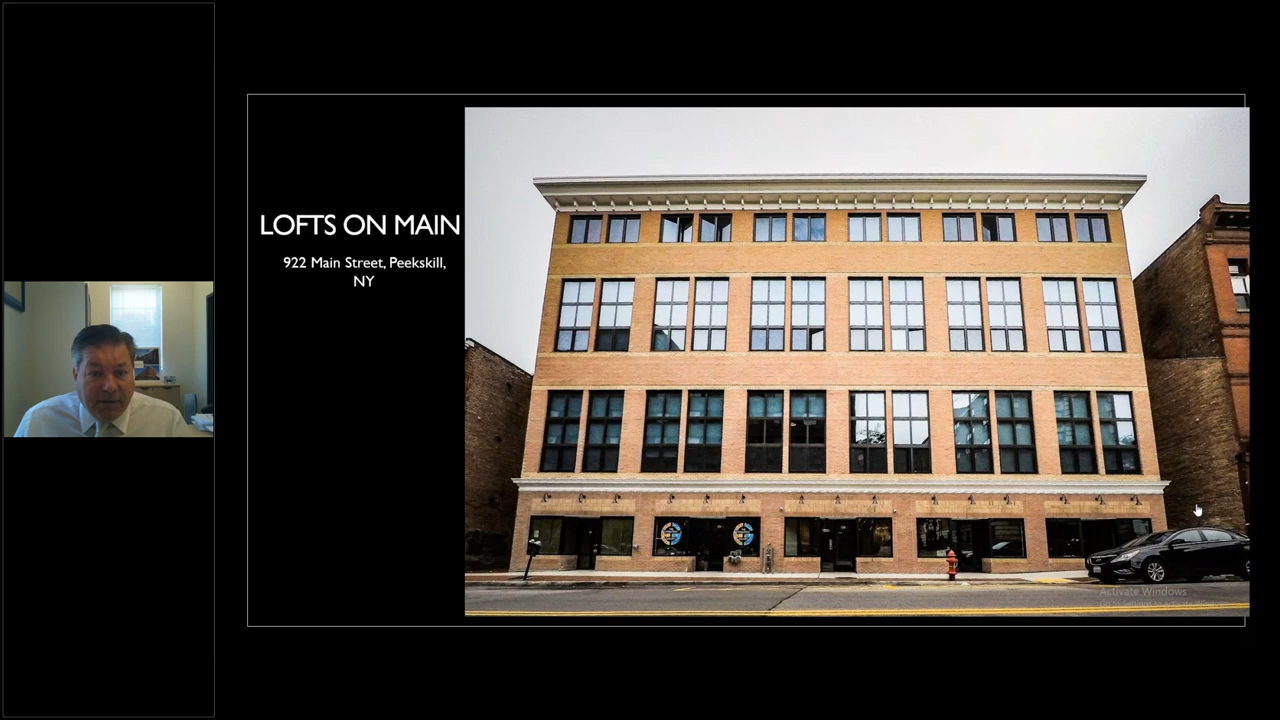 LOFTS ON MAIN
922 Main Street, Peekskill,
NY
Activate Windows